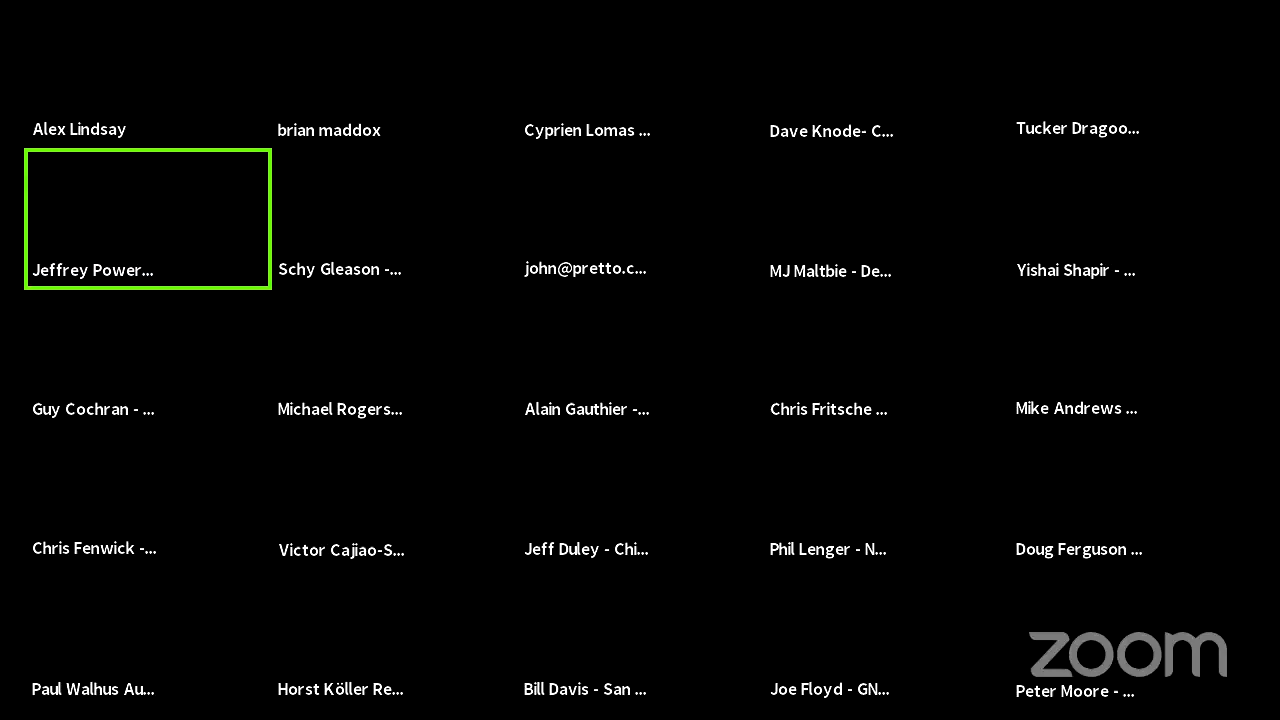 Alex Lindsay
brian maddox
Cyprien Lomas ...
Dave Knode- C...
Tucker Dragoo...
Jeffrey Power...
Schy Gleason -...
john@pretto.c...
MJ Maltbie - De...
Yishai Shapir - ...
Guy Cochran - ...
Michael Rogers...
Alain Gauthier -...
Chris Fritsche ...
Mike Andrews ...
Chris Fenwick -...
Victor Cajiao-S...
Jeff Duley - Chi...
Phil Lenger - N...
Doug Ferguson ...
zoom
Paul Walhus Au...
Horst Köller Re...
Bill Davis - San ...
Joe Floyd - GN...
Peter Moore - ...